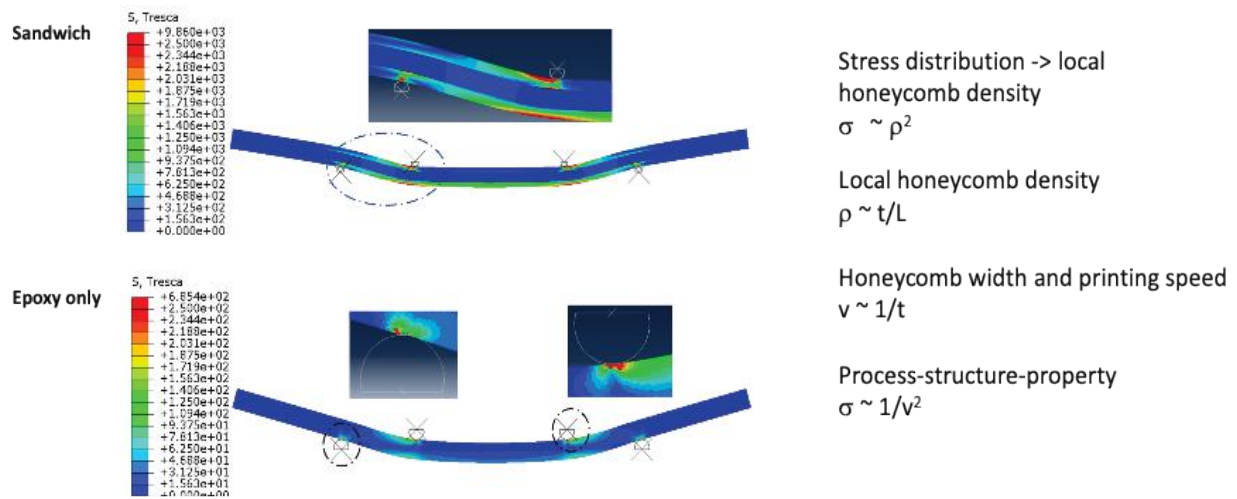 Sandwich
S, Tresca
+9.860e+03
+2.500e+03
+2.344e+03
+2.188e+03
+2.031e+03
+1.875e+03
+1.719e+03
+1.563e+03
+1.406e+03
+1.250e+03
+1.094e+03
+9.375e+02
+7.813e+02
+6.250e+02
+4.688e+02
+3.125e+02
+1.563e+02
+0.000e+00
Epoxy only
S, Tresca
+6.854e+02
+2.500e+02
+2.344e+02
+2.188e+02
+2.031e+02
+1.875e+02
+1.719e+02
+1.563e+02
+1.406e+02
+1.250e+02
+1.094e+02
+9.375e+01
+7.813e+01
+6.250e+01
+4.688e+01
+3.125e+01
+1.563e+01
+0.000e+00
Stress distribution -> local
honeycomb density
σ ~ ρ²
Local honeycomb density
ρ ~ t/L
Honeycomb width and printing speed
v ~ 1/t
Process-structure-property
σ ~ 1/v²